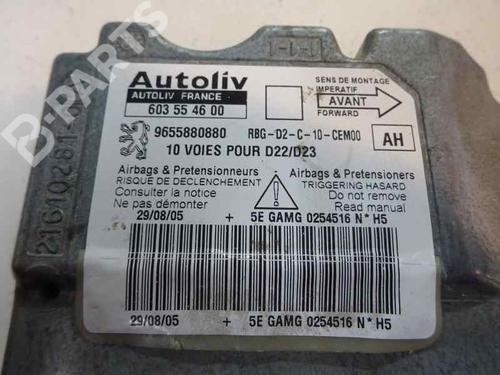 B-PARTS
1-1-1
Autoliv
AUTOLIV FRANCE
603 55 46 00
SENS DE MONTAGE
IMPERATIF
AVANT
FORWARD
9655880880
RBG-D2-C-10-CEM00
AH
10 VOIES POUR D22/D23
Airbags & Pretensionneurs
RISQUE DE DECLENCHEMENT
Consulter la notice
Ne pas démonter
Airbags & Pretensioners
TRIGGERING HASARD
Do not remove
Read manual
29/08/05 + 5E GAMG 0254516 N* H5
29/08/05 + 5E GAMG 0254516 N* H5